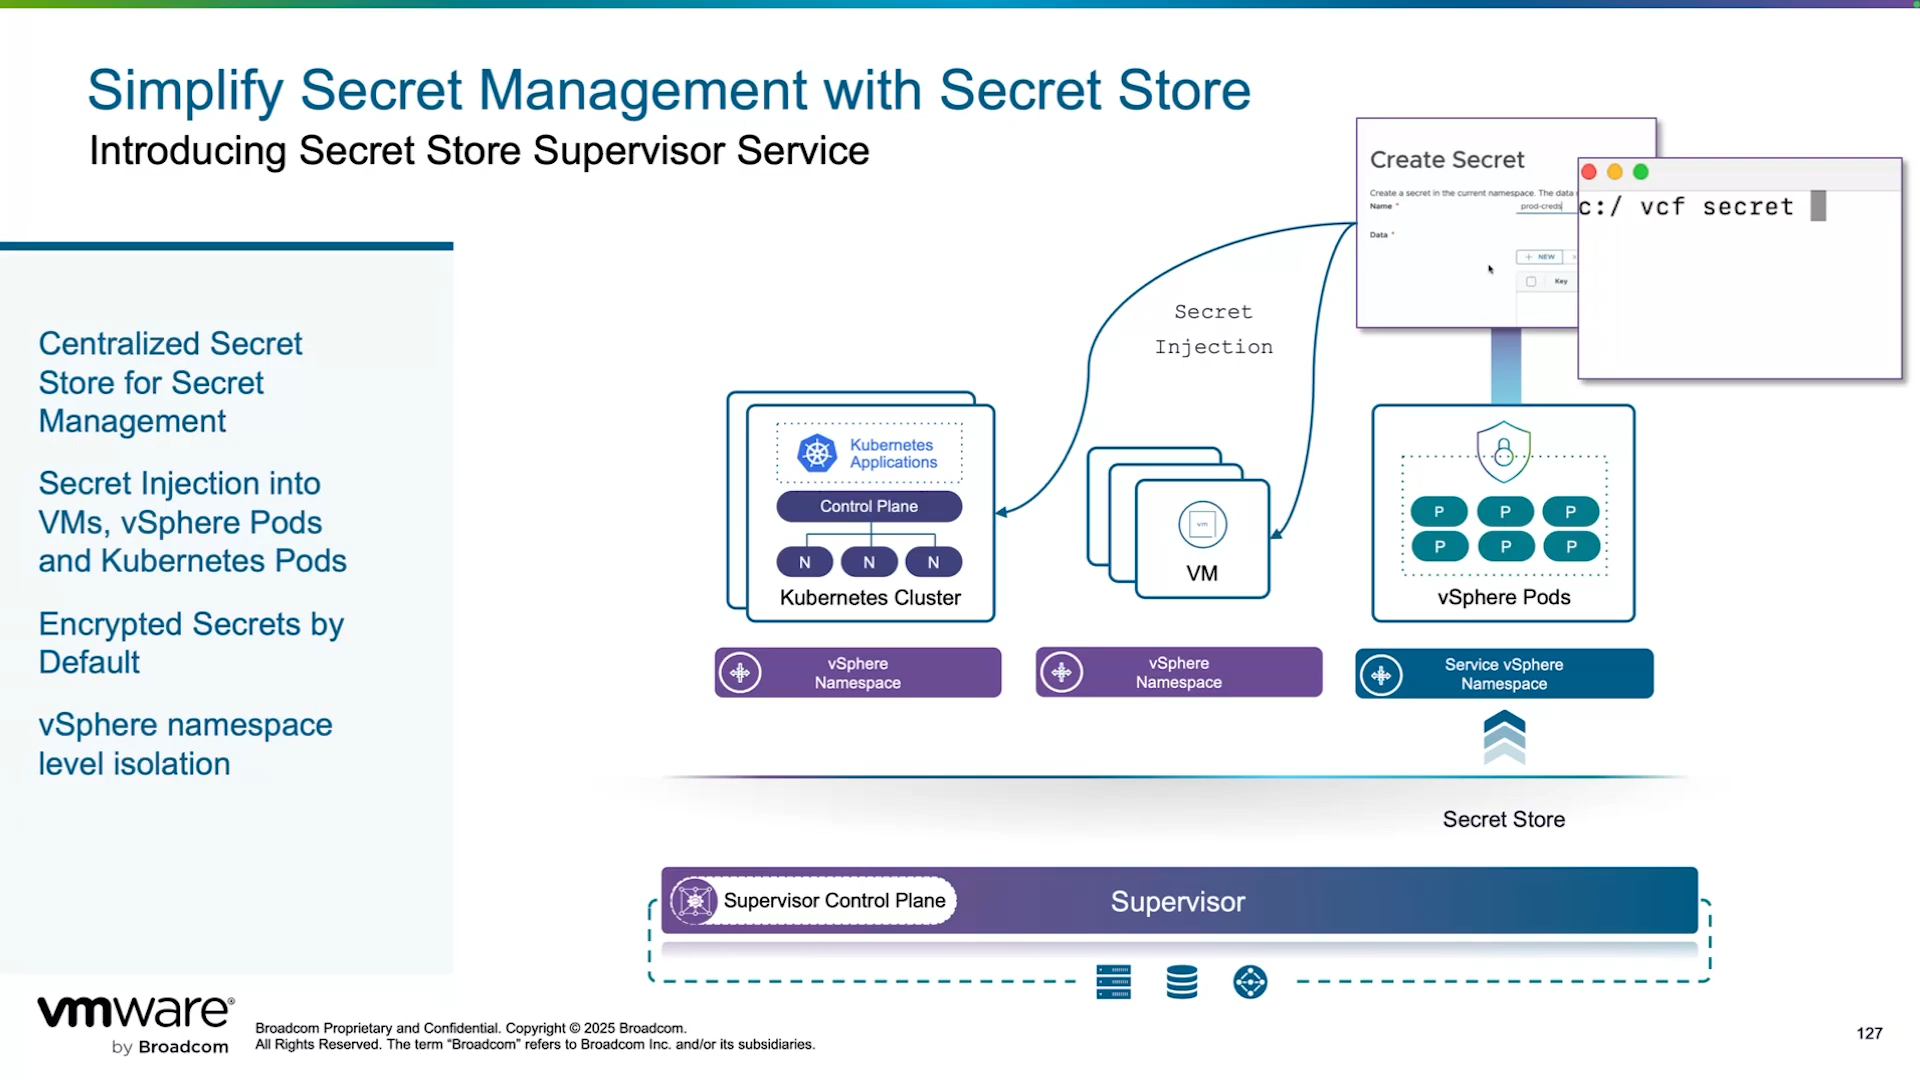 Simplify Secret Management with Secret Store
Introducing Secret Store Supervisor Service
Centralized Secret
Store for Secret
Management
Secret Injection into
VMs, vSphere Pods
and Kubernetes Pods
Encrypted Secrets by
Default
vSphere namespace
level isolation
Create Secret
Create a secret in the current namespace. The data
Name *
prod-creds
Data *
+ NEW
Key
c:/ vcf secret
Secret
Injection
Kubernetes
Applications
Control Plane
N N N
Kubernetes Cluster
vm
VM
P P P
P P P
vSphere Pods
vSphere
Namespace
vSphere
Namespace
Service vSphere
Namespace
Secret Store
Supervisor Control Plane
Supervisor
vmware®
by Broadcom
Broadcom Proprietary and Confidential. Copyright © 2025 Broadcom.
All Rights Reserved. The term “Broadcom” refers to Broadcom Inc. and/or its subsidiaries.
127